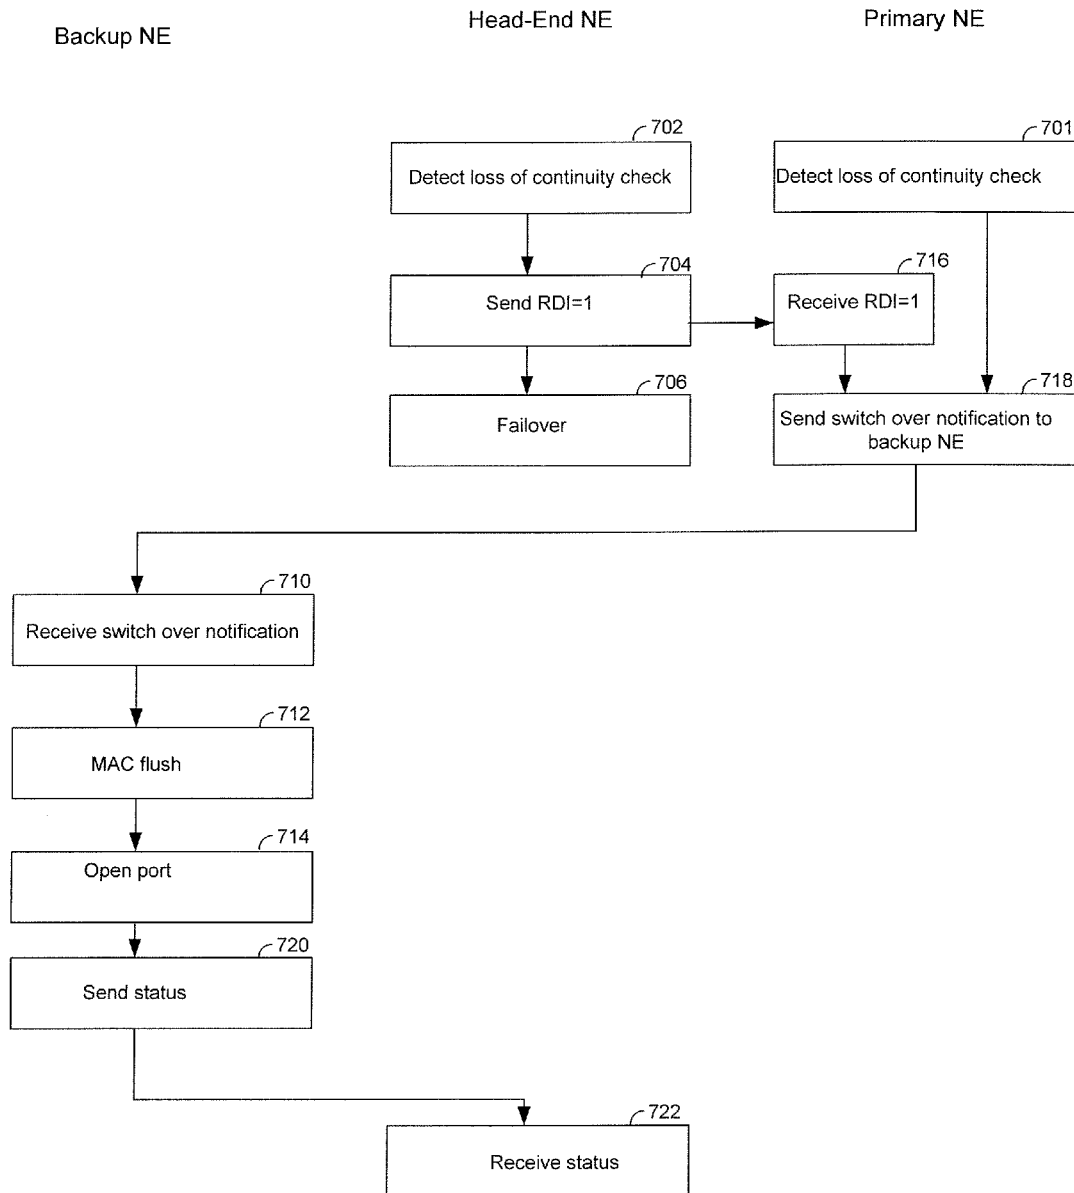 Backup NE
Head-End NE
Primary NE
702
701
Detect loss of continuity check
Detect loss of continuity check
704
716
Send RDI=1
Receive RDI=1
706
718
Failover
Send switch over notification to
backup NE
710
Receive switch over notification
712
MAC flush
714
Open port
720
Send status
722
Receive status